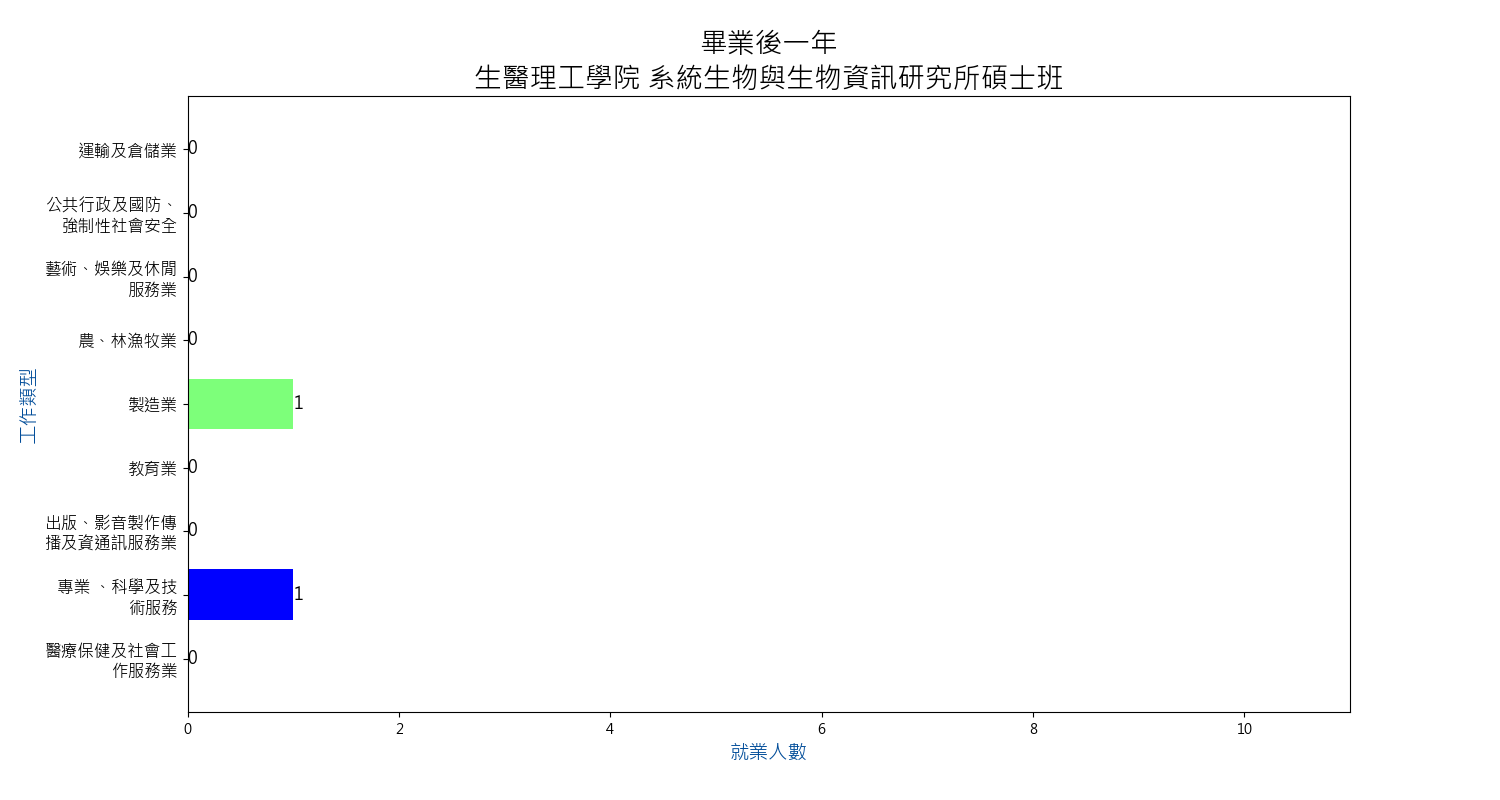 畢業後一年
生醫理工學院 系統生物與生物資訊研究所碩士班
運輸及倉儲業
0
公共行政及國防、
強制性社會安全
0
藝術、娛樂及休閒
服務業
0
農、林漁牧業
0
製造業
1
教育業
0
出版、影音製作傳
播及資通訊服務業
0
專業 、科學及技
術服務
1
醫療保健及社會工
作服務業
0
工作類型
0 2 4 6 8 10
就業人數